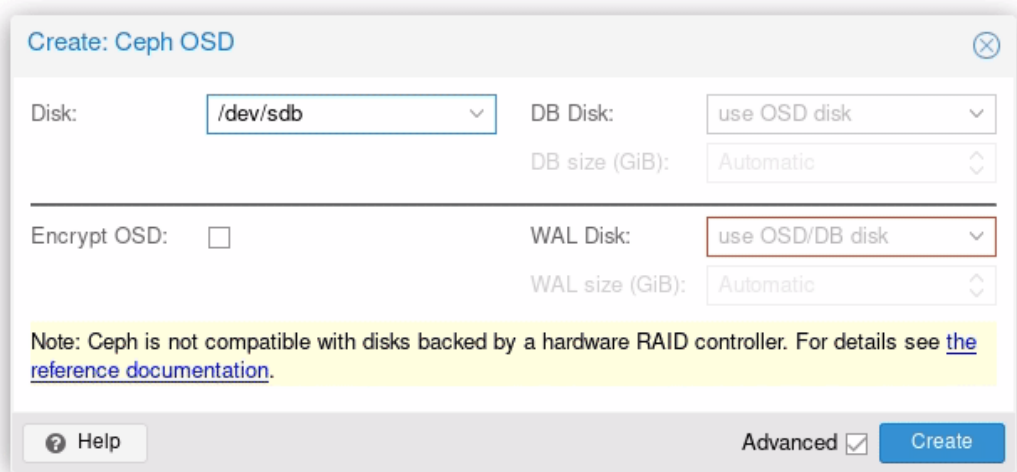 Create: Ceph OSD
Disk: /dev/sdb DB Disk: use OSD disk
DB size (GiB): Automatic
Encrypt OSD: WAL Disk: use OSD/DB disk
WAL size (GiB): Automatic
Note: Ceph is not compatible with disks backed by a hardware RAID controller. For details see the
reference documentation.
Help Advanced Create